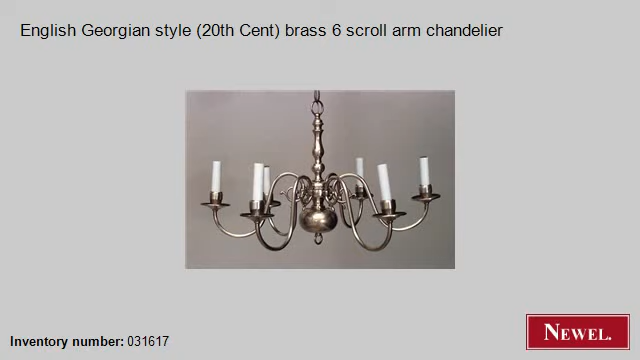 English Georgian style (20th Cent) brass 6 scroll arm chandelier
Inventory number: 031617
NEWEL.